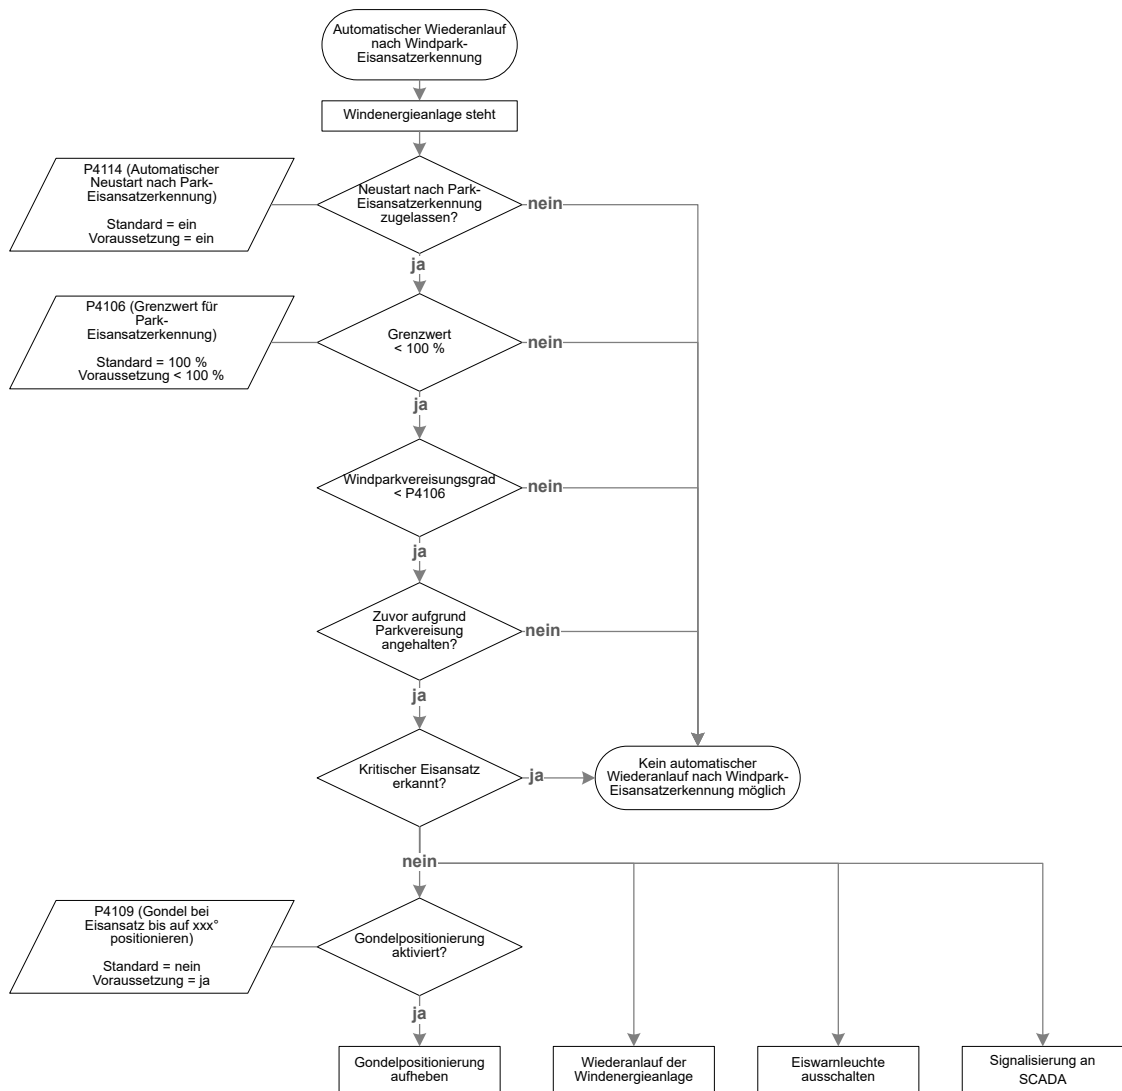 Automatischer Wiederanlauf
nach Windpark-
Eisansatzerkennung
Windenergieanlage steht
P4114 (Automatischer
Neustart nach Park-
Eisansatzerkennung)
Standard = ein
Voraussetzung = ein
Neustart nach Park-
Eisansatzerkennung
zugelassen?
nein
ja
P4106 (Grenzwert für
Park-
Eisansatzerkennung)
Standard = 100 %
Voraussetzung < 100 %
Grenzwert
< 100 %
nein
ja
Windparkvereisungsgrad
< P4106
nein
ja
Zuvor aufgrund
Parkvereisung
angehalten?
nein
ja
Kritischer Eisansatz
erkannt?
ja
Kein automatischer
Wiederanlauf nach Windpark-
Eisansatzerkennung möglich
nein
P4109 (Gondel bei
Eisansatz bis auf xxx°
positionieren)
Standard = nein
Voraussetzung = ja
Gondelpositionierung
aktiviert?
ja
Gondelpositionierung
aufheben
Wiederanlauf der
Windenergieanlage
Eiswarnleuchte
ausschalten
Signalisierung an
SCADA